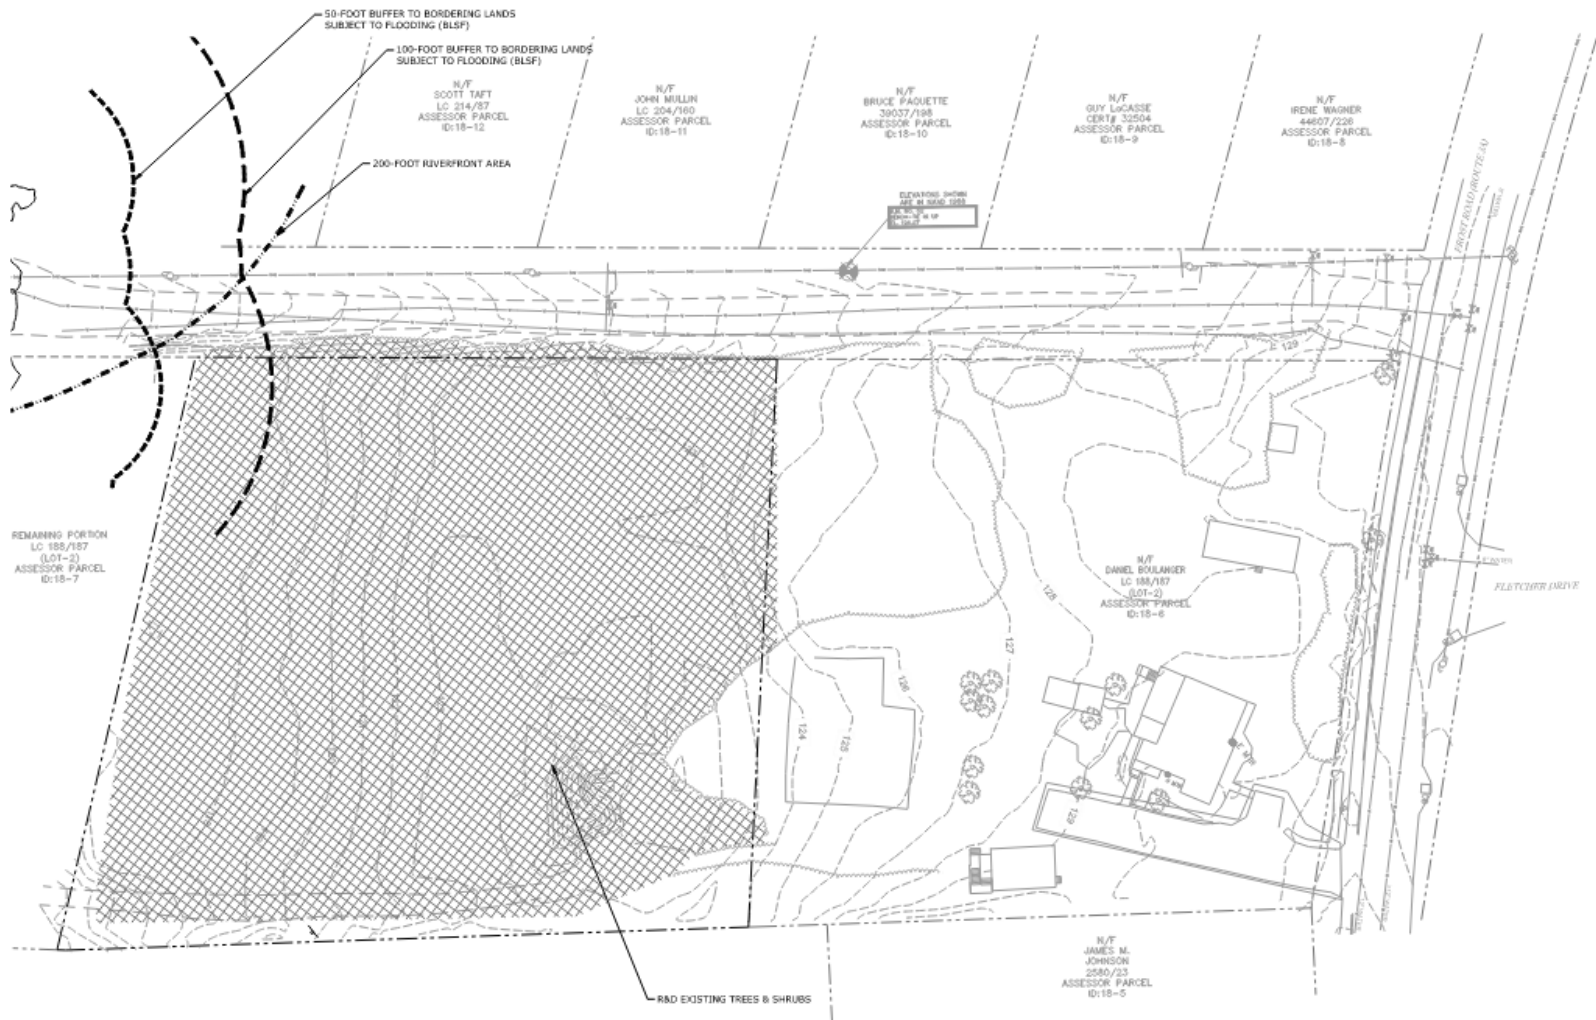 50-FOOT BUFFER TO BORDERING LANDS
SUBJECT TO FLOODING (BLSF)
100-FOOT BUFFER TO BORDERING LANDS
SUBJECT TO FLOODING (BLSF)
200-FOOT RIVERFRONT AREA
N/F
SCOTT TAFT
LC 214/87
ASSESSOR PARCEL
ID:18-12
N/F
JOHN MULLIN
LC 204/160
ASSESSOR PARCEL
ID:18-11
N/F
BRUCE PAQUETTE
39037/198
ASSESSOR PARCEL
ID:18-10
N/F
GUY LaCASSE
CERT# 32504
ASSESSOR PARCEL
ID:18-9
N/F
IRENE WAGNER
44607/226
ASSESSOR PARCEL
ID:18-8
ELEVATIONS SHOWN
ARE IN NAVD 1988
FROST ROAD (ROUTE 3A)
129
REMAINING PORTION
LC 188/187
(LOT-2)
ASSESSOR PARCEL
ID:18-7
N/F
DANIEL BOULANGER
LC 188/187
(LOT-2)
ASSESSOR PARCEL
ID:18-6
FLETCHER DRIVE
128
127
126
125
124
129
N/F
JAMES M.
JOHNSON
2580/23
ASSESSOR PARCEL
ID:18-5
R&D EXISTING TREES & SHRUBS